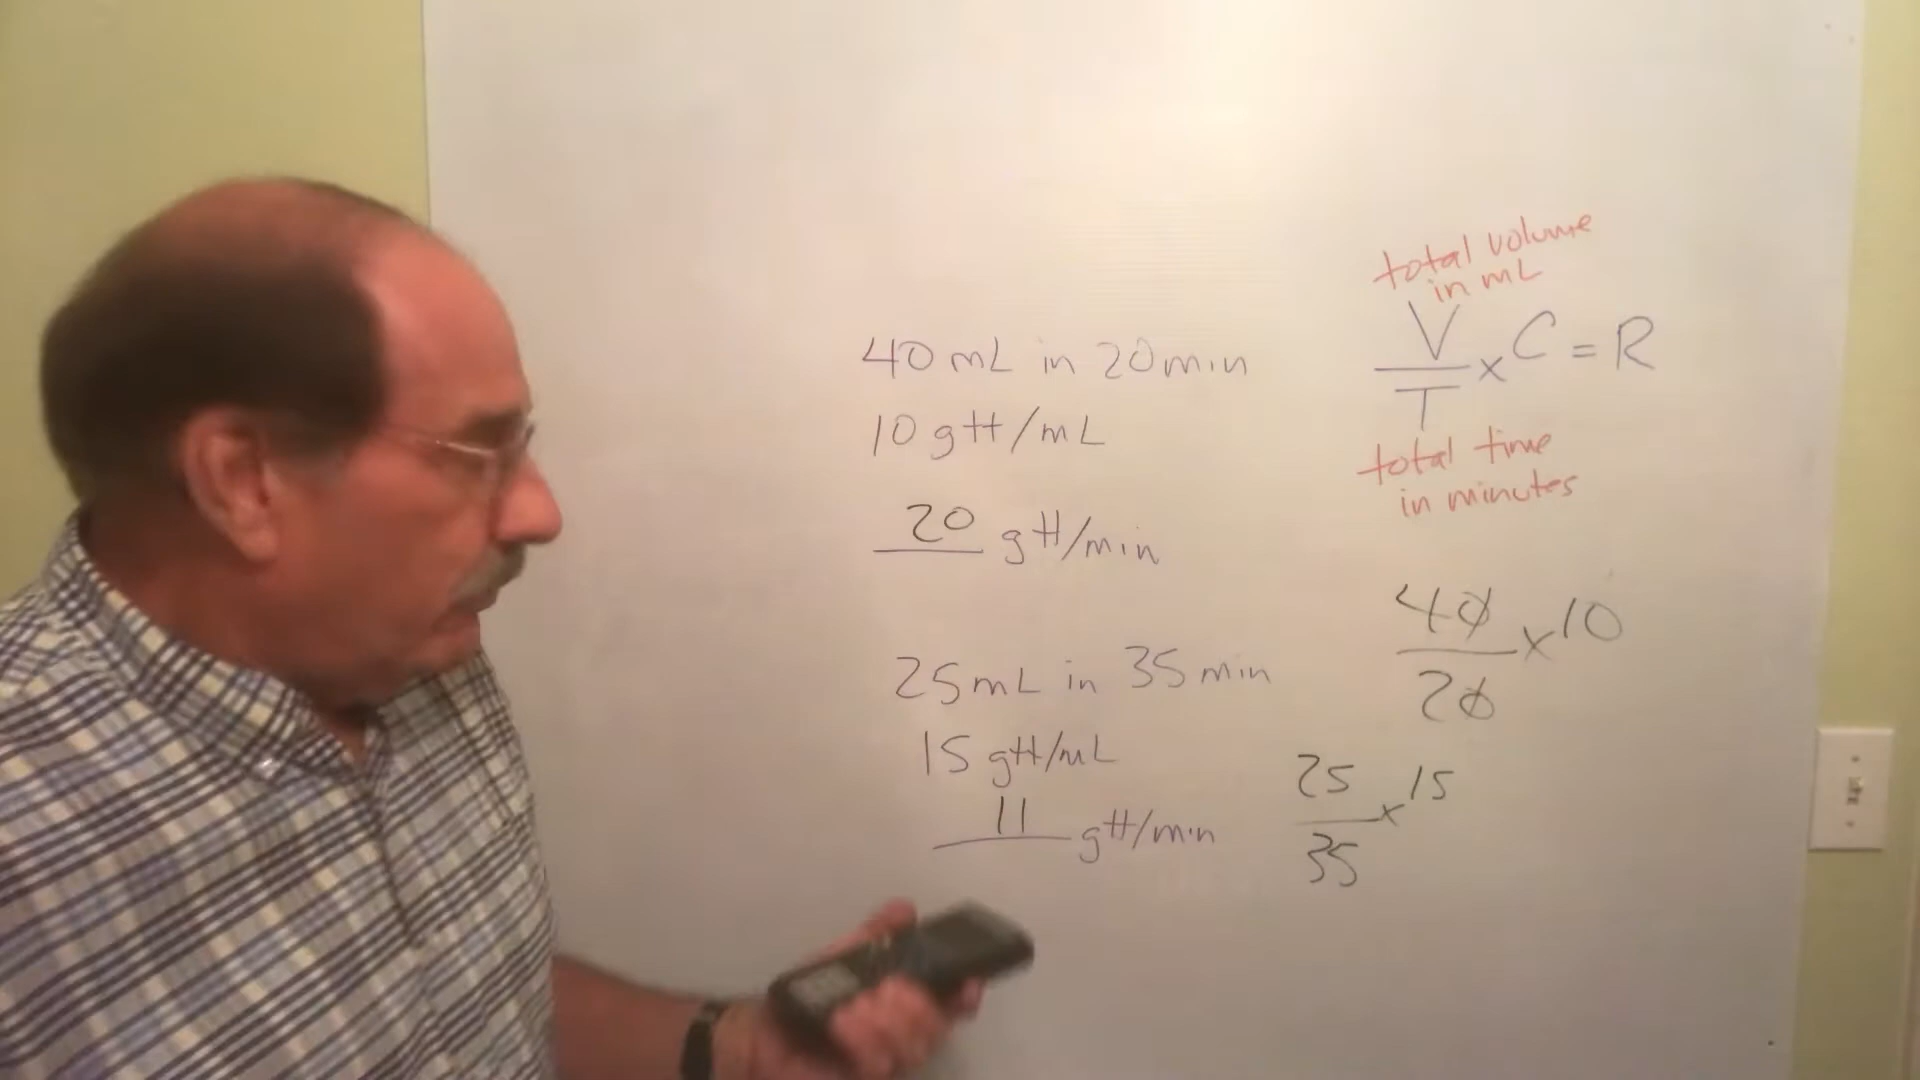 40 mL in 20 min
10 gtt/mL
20 gtt/min
25 mL in 35 min
15 gtt/mL
11 gtt/min
total volume
in mL
V
T
x C = R
total time
in minutes
40
20
x 10
25
35
x 15